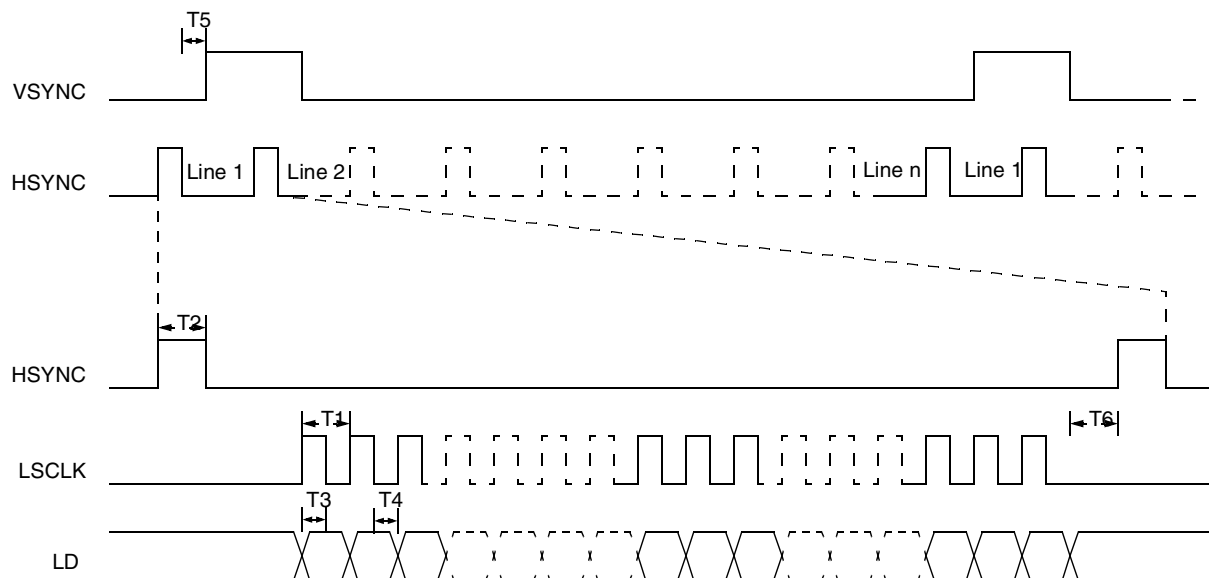 T5
VSYNC
HSYNC Line 1 Line 2 Line n Line 1
T2
HSYNC
T1 T6
LSCLK
T3 T4
LD